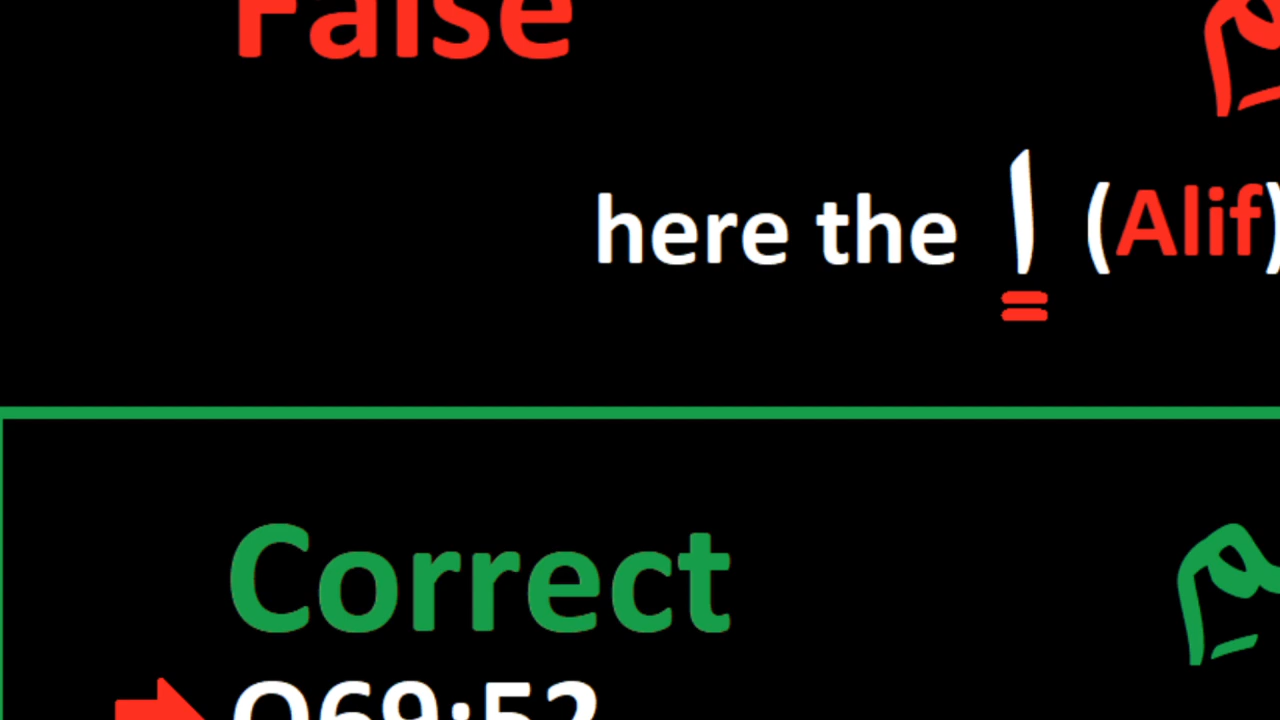 False
here the ا (Alif)
Correct
Q69:52